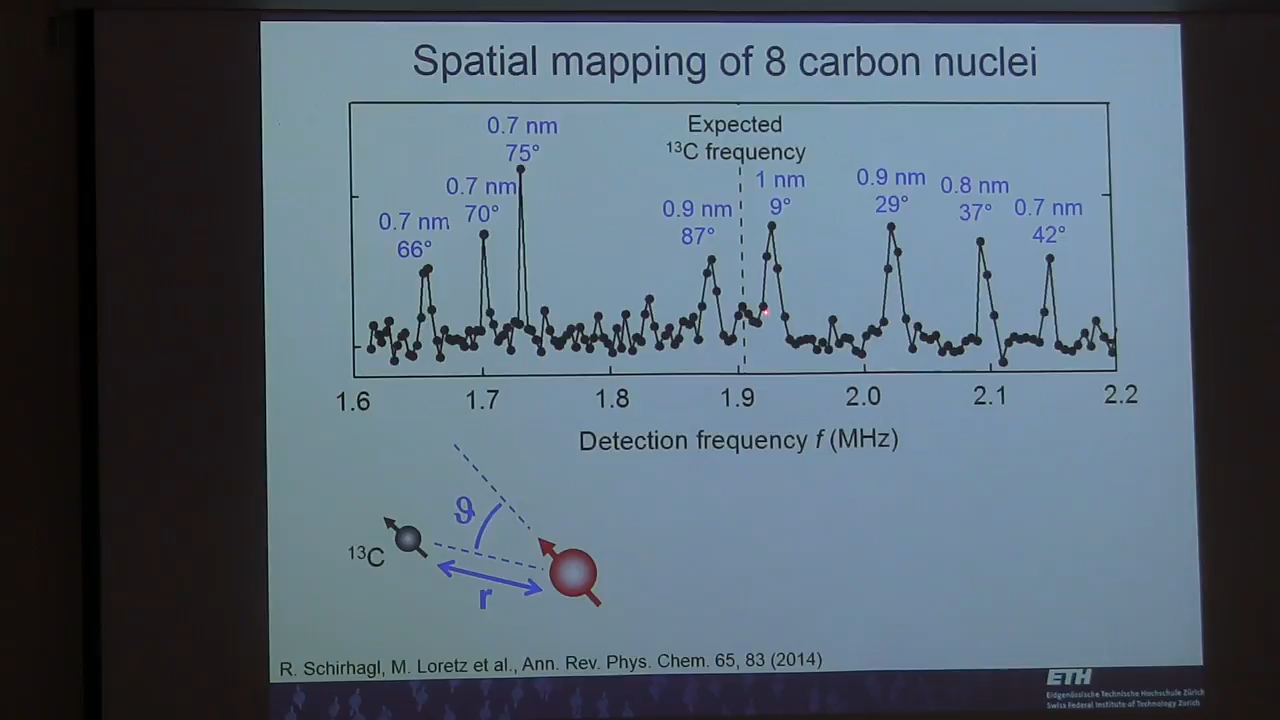 Spatial mapping of 8 carbon nuclei
0.7 nm
75°
Expected
¹³C frequency
0.7 nm
70°
1 nm
9°
0.9 nm
29°
0.8 nm
37°
0.7 nm
66°
0.9 nm
87°
0.7 nm
42°
1.6 1.7 1.8 1.9 2.0 2.1 2.2
Detection frequency f (MHz)
ϑ
¹³C
r
R. Schirhagl, M. Loretz et al., Ann. Rev. Phys. Chem. 65, 83 (2014)
ETH
Eidgenössische Technische Hochschule Zürich
Swiss Federal Institute of Technology Zurich